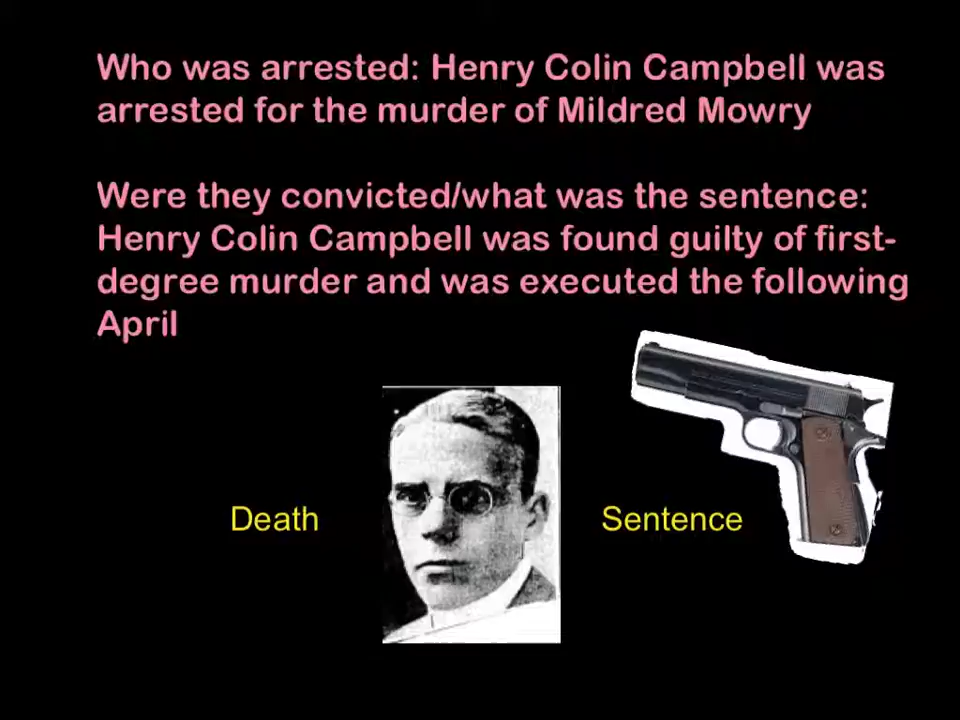 Who was arrested: Henry Colin Campbell was
arrested for the murder of Mildred Mowry
Were they convicted/what was the sentence:
Henry Colin Campbell was found guilty of first-
degree murder and was executed the following
April
Death
Sentence